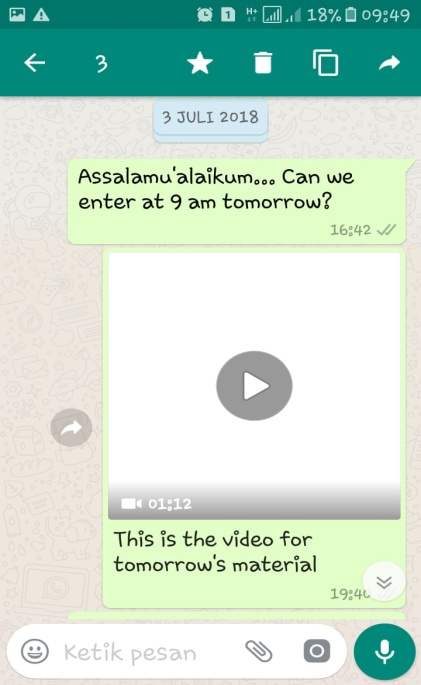 H+ 18% 09:49
3
3 JULI 2018
Assalamu'alaikum... Can we
enter at 9 am tomorrow?
16:42
01:12
This is the video for
tomorrow's material
Ketik pesan